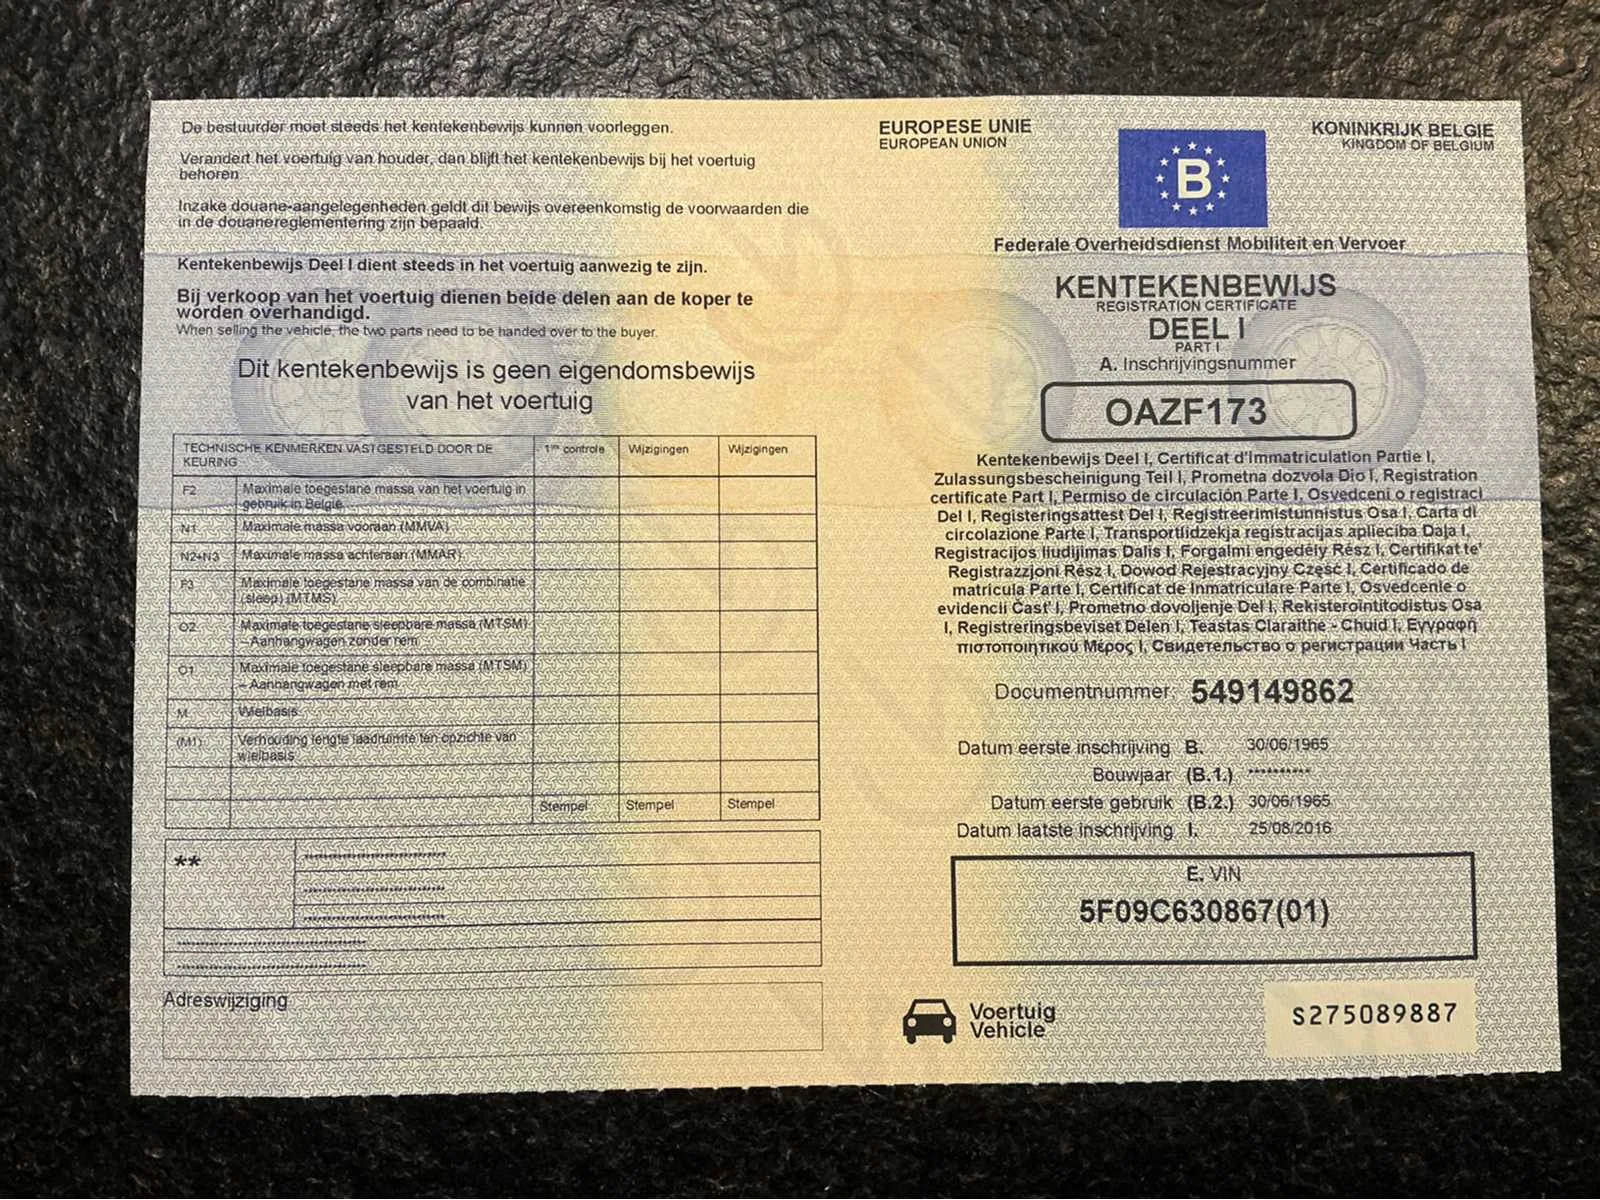 De bestuurder moet steeds het kentekenbewijs kunnen voorleggen.
Verandert het voertuig van houder, dan blijft het kentekenbewijs bij het voertuig
behoren
Inzake douane-aangelegenheden geldt dit bewijs overeenkomstig de voorwaarden die
in de douanereglementering zijn bepaald.
Kentekenbewijs Deel I dient steeds in het voertuig aanwezig te zijn.
Bij verkoop van het voertuig dienen beide delen aan de koper te
worden overhandigd.
When selling the vehicle, the two parts need to be handed over to the buyer.
Dit kentekenbewijs is geen eigendomsbewijs
van het voertuig
TECHNISCHE KENMERKEN VASTGESTELD DOOR DE
KEURING
1ste controle
Wijzigingen
Wijzigingen
F2 Maximale toegestane massa van het voertuig in
gebruik in België
N1 Maximale massa vooraan (MMVA)
N2+N3 Maximale massa achteraan (MMAR)
F3 Maximale toegestane massa van de combinatie
(sleep) (MTMS)
O2 Maximale toegestane sleepbare massa (MTSM)
– Aanhangwagen zonder rem
O1 Maximale toegestane sleepbare massa (MTSM)
– Aanhangwagen met rem
M Wielbasis
(M1) Verhouding lengte laadruimte ten opzichte van
wielbasis
Stempel Stempel Stempel
**
Adreswijziging
EUROPESE UNIE
EUROPEAN UNION
B
KONINKRIJK BELGIE
KINGDOM OF BELGIUM
Federale Overheidsdienst Mobiliteit en Vervoer
KENTEKENBEWIJS
REGISTRATION CERTIFICATE
DEEL I
PART I
A. Inschrijvingsnummer
OAZF173
Kentekenbewijs Deel I, Certificat d'Immatriculation Partie I,
Zulassungsbescheinigung Teil I, Prometna dozvola Dio I, Registration
certificate Part I, Permiso de circulación Parte I, Osvedceni o registraci
Del I, Registeringsattest Del I, Registreerimistunnistus Osa I, Carta di
circolazione Parte I, Transportlidzekja registracijas aplieciba Daļa I,
Registracijos liudijimas Dalis I, Forgalmi engedély Rész I, Certifikat te'
Registrazzjoni Rész I, Dowod Rejestracyjny Część I, Certificado de
matricula Parte I, Certificat de Inmatriculare Parte I, Osvedcenie o
evidencii Časť I, Prometno dovoljenje Del I, Rekisterointitodistus Osa
I, Registreringsbeviset Delen I, Teastas Claraithe - Chuid I, Εγγραφή
πιστοποιητικού Μέρος I, Свидетельство о регистрации Часть I
Documentnummer: 549149862
Datum eerste inschrijving B. 30/06/1965
Bouwjaar (B.1.) **********
Datum eerste gebruik (B.2.) 30/06/1965
Datum laatste inschrijving I. 25/08/2016
E. VIN
5F09C630867(01)
Voertuig
Vehicle
S275089887